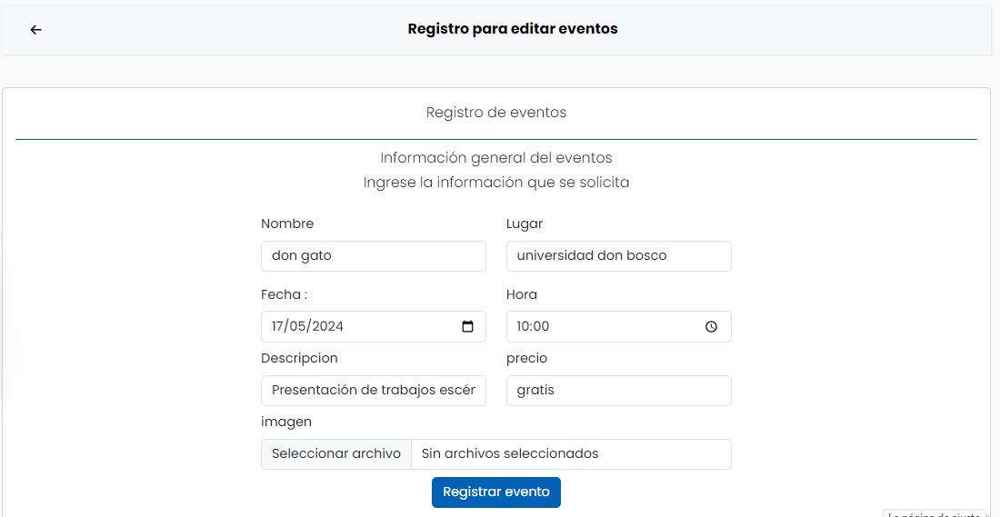 Registro para editar eventos
Registro de eventos
Información general del eventos
Ingrese la información que se solicita
Nombre Lugar
don gato universidad don bosco
Fecha : Hora
17/05/2024 10:00
Descripcion precio
Presentación de trabajos escén gratis
imagen
Seleccionar archivo Sin archivos seleccionados
Registrar evento